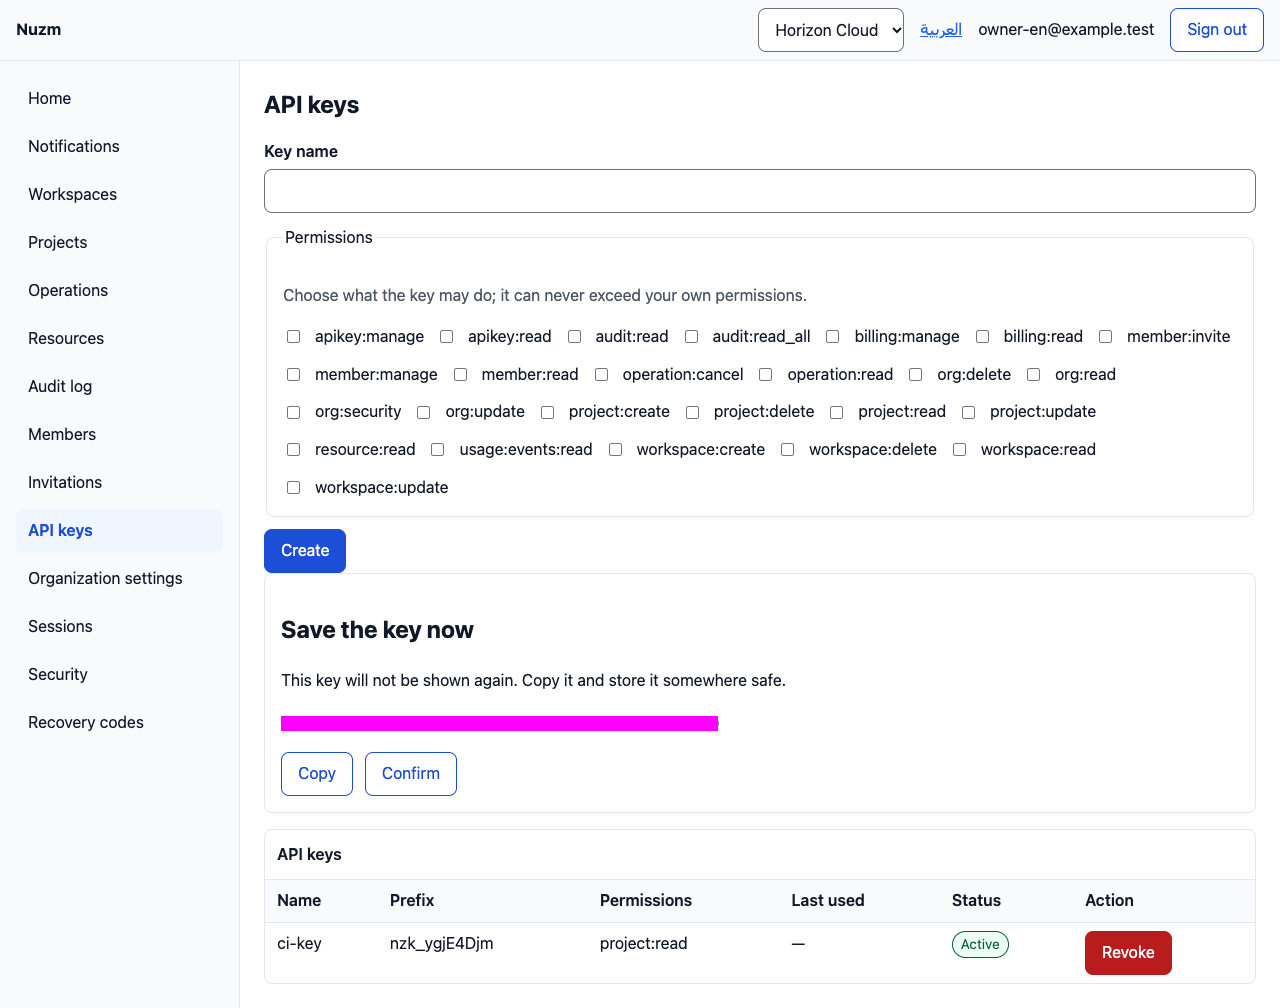 Nuzm
Horizon Cloud
العربية
owner-en@example.test
Sign out
Home
Notifications
Workspaces
Projects
Operations
Resources
Audit log
Members
Invitations
API keys
Organization settings
Sessions
Security
Recovery codes
API keys
Key name
Permissions
Choose what the key may do; it can never exceed your own permissions.
apikey:manage apikey:read audit:read audit:read_all billing:manage billing:read member:invite
member:manage member:read operation:cancel operation:read org:delete org:read
org:security org:update project:create project:delete project:read project:update
resource:read usage:events:read workspace:create workspace:delete workspace:read
workspace:update
Create
Save the key now
This key will not be shown again. Copy it and store it somewhere safe.
Copy Confirm
API keys
Name Prefix Permissions Last used Status Action
ci-key nzk_ygjE4Djm project:read — Active Revoke